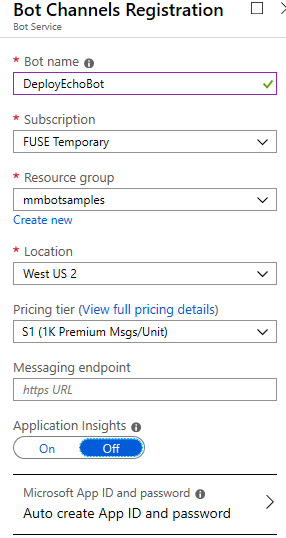 Bot Channels Registration
Bot Service
* Bot name
DeployEchoBot
* Subscription
FUSE Temporary
* Resource group
mmbotsamples
Create new
* Location
West US 2
Pricing tier (View full pricing details)
S1 (1K Premium Msgs/Unit)
Messaging endpoint
https URL
Application Insights
On Off
Microsoft App ID and password
Auto create App ID and password